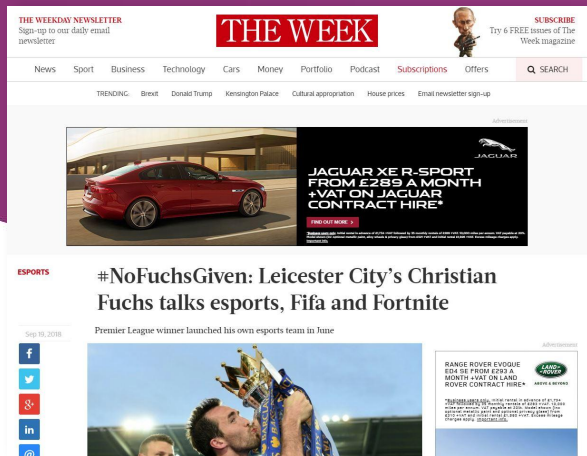 THE WEEKDAY NEWSLETTER
Sign-up to our daily email
newsletter
THE WEEK
SUBSCRIBE
Try 6 FREE issues of The
Week magazine
News Sport Business Technology Cars Money Portfolio Podcast Subscriptions Offers SEARCH
TRENDING: Brexit Donald Trump Kensington Palace Cultural appropriation House prices Email newsletter sign-up
Advertisement
JAGUAR
JAGUAR XE R-SPORT
FROM £289 A MONTH
+VAT ON JAGUAR
CONTRACT HIRE*
FIND OUT MORE >
ESPORTS
#NoFuchsGiven: Leicester City's Christian
Fuchs talks esports, Fifa and Fortnite
Sep 19, 2018
Premier League winner launched his own esports team in June
Advertisement
f
g+
in
@
RANGE ROVER EVOQUE
ED4 SE FROM £293 A
MONTH +VAT ON LAND
ROVER CONTRACT HIRE*
LAND
ROVER
ABOVE & BEYOND